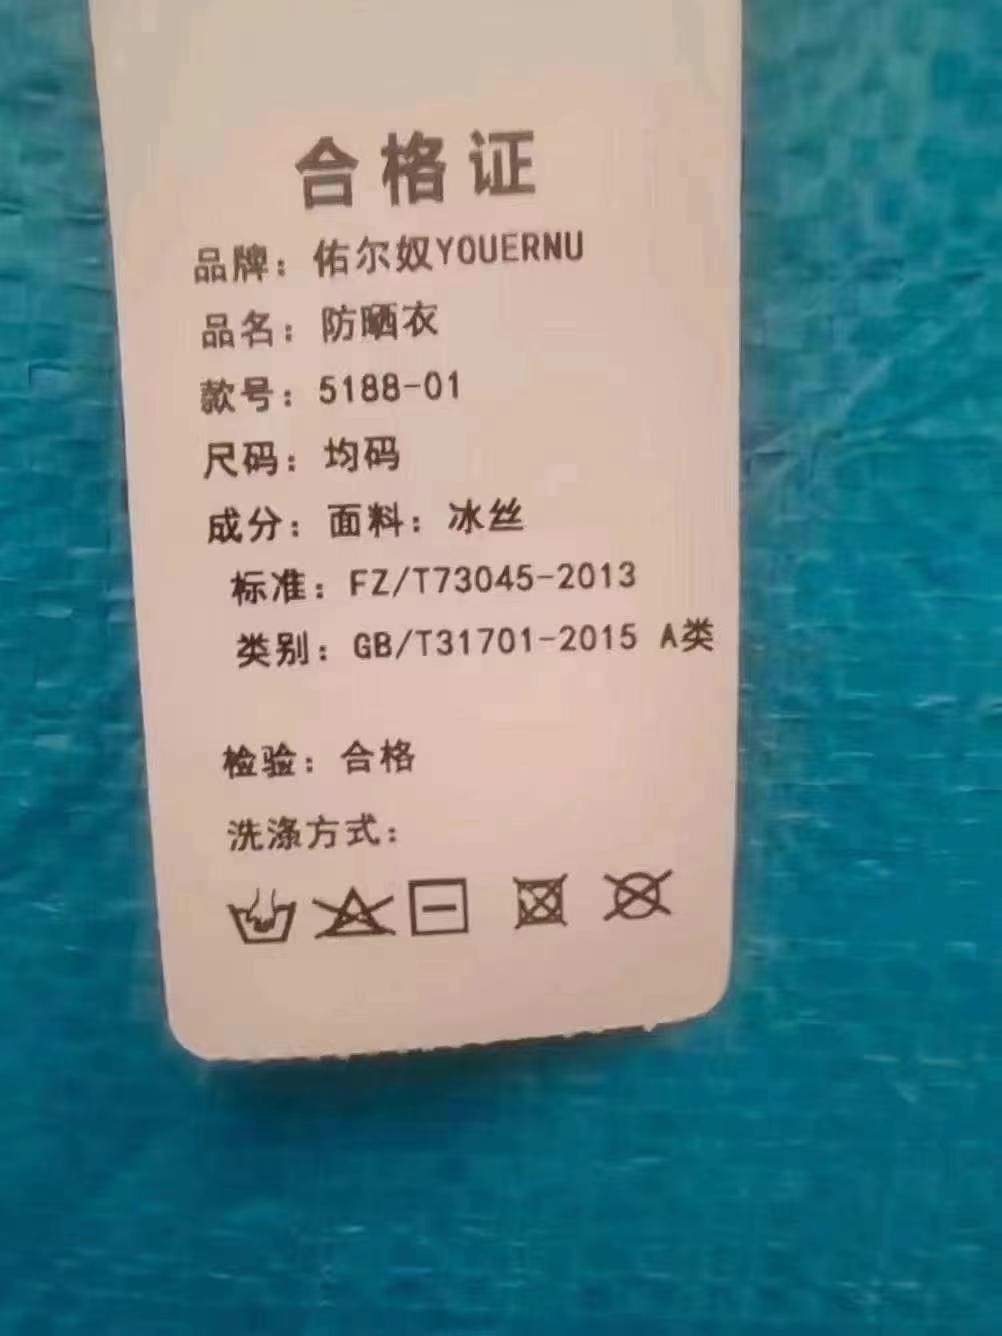 合格证
品牌：佑尔奴YOUERNU
品名：防晒衣
款号：5188-01
尺码：均码
成分：面料：冰丝
标准：FZ/T73045-2013
类别：GB/T31701-2015 A类
检验：合格
洗涤方式：